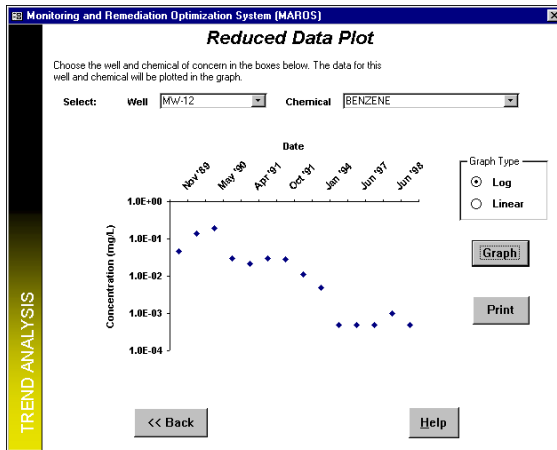 Monitoring and Remediation Optimization System (MAROS)
Reduced Data Plot
Choose the well and chemical of concern in the boxes below. The data for this
well and chemical will be plotted in the graph.
Select: Well MW-12 Chemical BENZENE
Date
Nov '89 May '90 Apr '91 Oct '91 Jan '94 Jun '97 Jun '98
Graph Type
Log
Linear
1.0E+00
1.0E-01
1.0E-02
1.0E-03
1.0E-04
Concentration (mg/L)
Graph
Print
TREND ANALYSIS
<< Back
Help